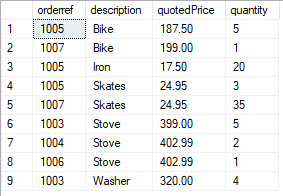 orderref description quotedPrice quantity
1 1005 Bike 187.50 5
2 1007 Bike 199.00 1
3 1005 Iron 17.50 20
4 1005 Skates 24.95 3
5 1007 Skates 24.95 35
6 1003 Stove 399.00 5
7 1004 Stove 402.99 2
8 1006 Stove 402.99 1
9 1003 Washer 320.00 4